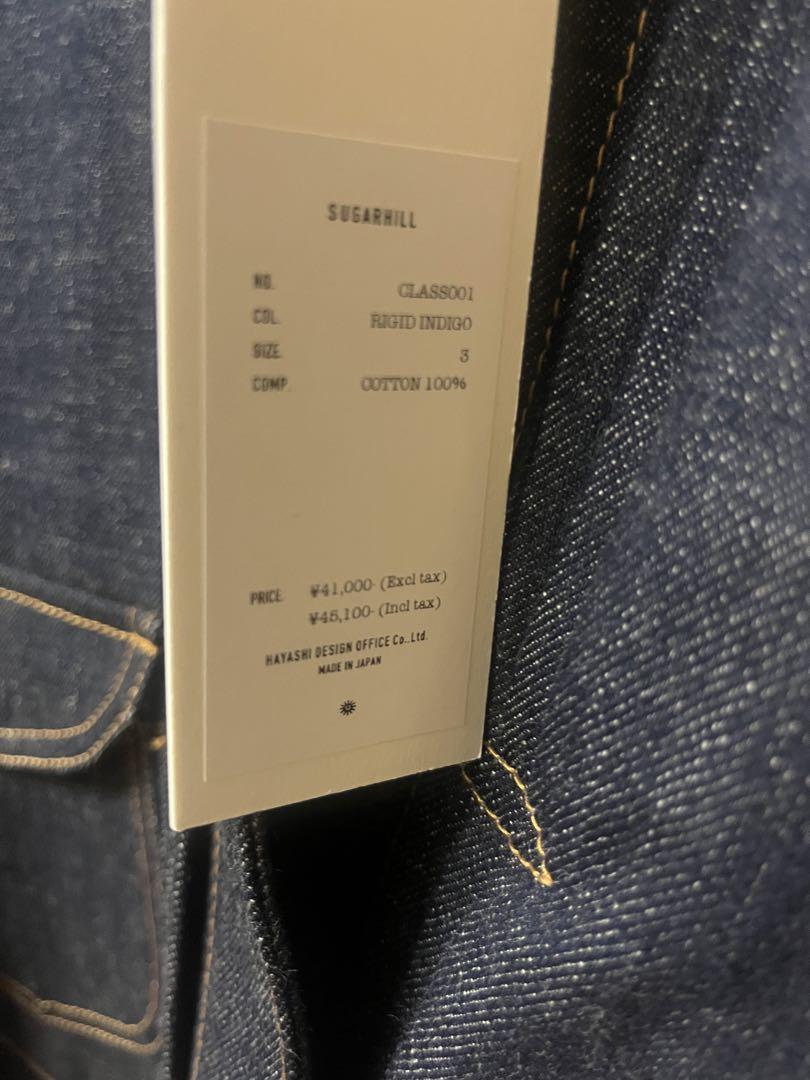 SUGARHILL
NO. CLASS001
COL. RIGID INDIGO
SIZE. 3
COMP. COTTON 100%
PRICE. ¥41,000- (Excl tax)
¥45,100- (Incl tax)
HAYASHI DESIGN OFFICE Co.,Ltd.
MADE IN JAPAN